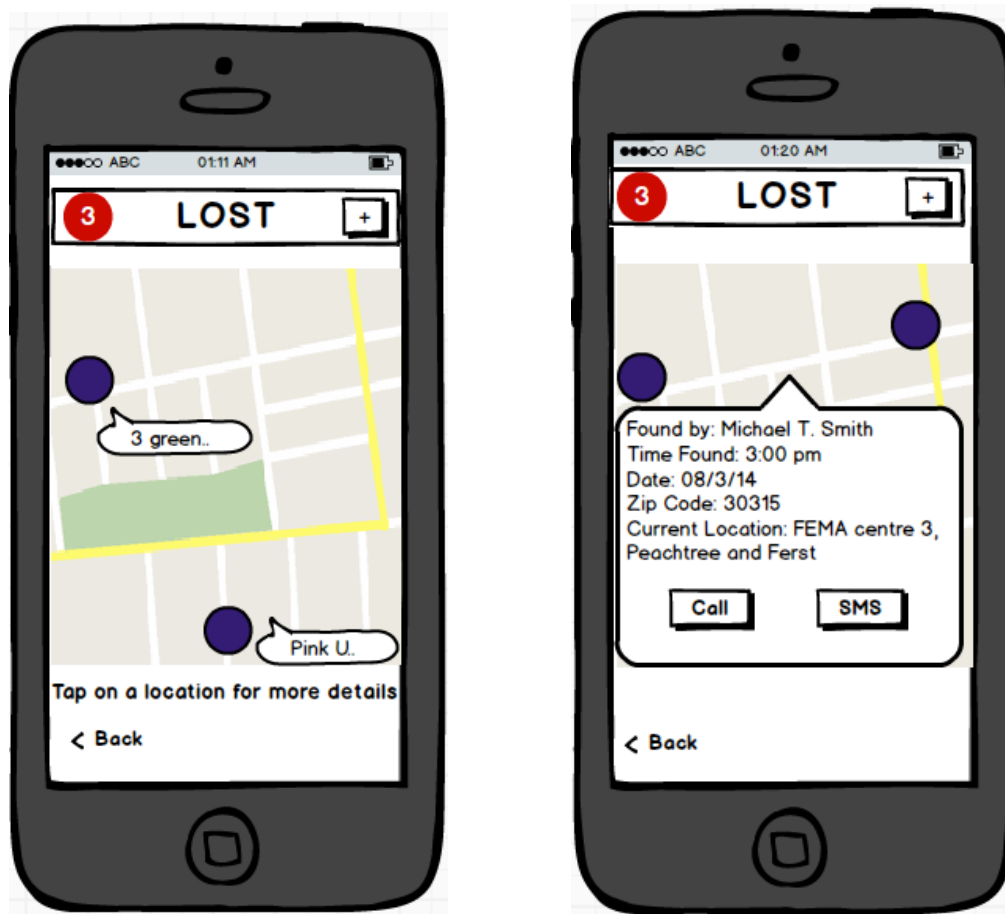 ABC 01:11 AM
3 LOST +
3 green..
Pink U..
Tap on a location for more details
< Back
ABC 01:20 AM
3 LOST +
Found by: Michael T. Smith
Time Found: 3:00 pm
Date: 08/3/14
Zip Code: 30315
Current Location: FEMA centre 3,
Peachtree and Ferst
Call SMS
< Back